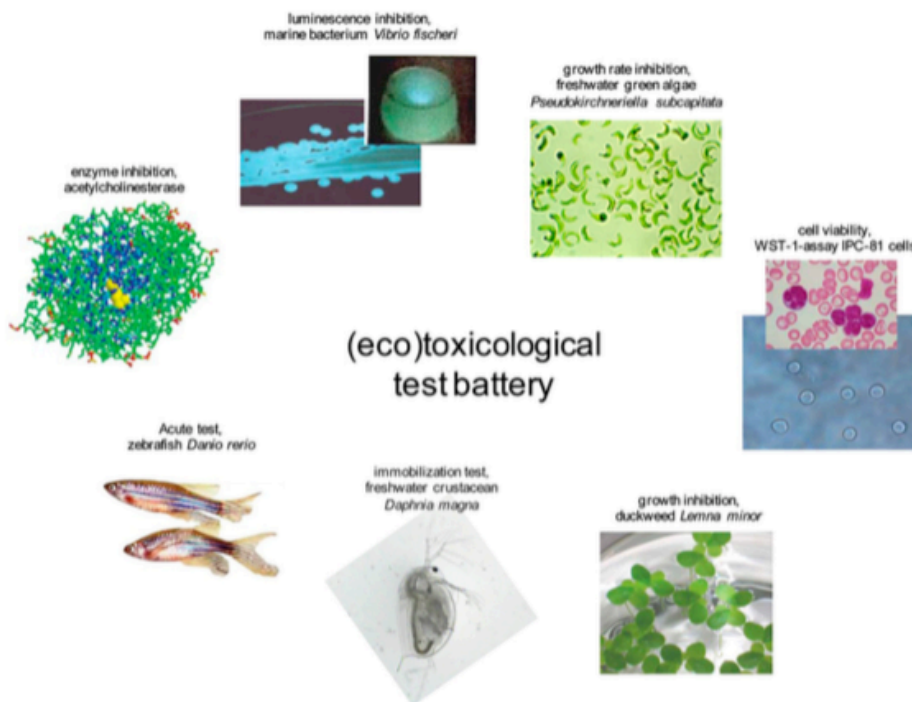 luminescence inhibition,
marine bacterium Vibrio fischeri
growth rate inhibition,
freshwater green algae
Pseudokirchneriella subcapitata
enzyme inhibition,
acetylcholinesterase
cell viability,
WST-1-assay IPC-81 cells
(eco)toxicological
test battery
Acute test,
zebrafish Danio rerio
immobilization test,
freshwater crustacean
Daphnia magna
growth inhibition,
duckweed Lemna minor